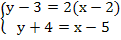 y − 3 = 2(x − 2)
y + 4 = x − 5